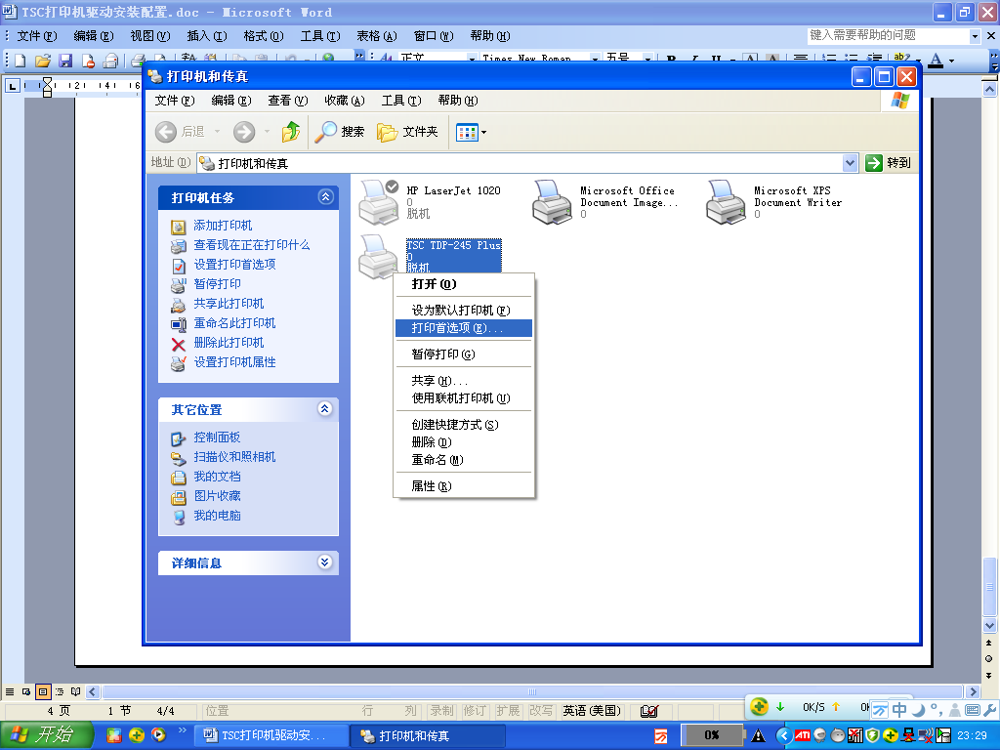 TSC打印机驱动安装配置.doc - Microsoft Word
文件(F) 编辑(E) 视图(V) 插入(I) 格式(O) 工具(T) 表格(A) 窗口(W) 帮助(H)
键入需要帮助的问题
正文 Times New Roman 五号
打印机和传真
文件(F) 编辑(E) 查看(V) 收藏(A) 工具(T) 帮助(H)
后退 搜索 文件夹
地址(D) 打印机和传真 转到
打印机任务
添加打印机
查看现在正在打印什么
设置打印首选项
暂停打印
共享此打印机
重命名此打印机
删除此打印机
设置打印机属性
其它位置
控制面板
扫描仪和照相机
我的文档
图片收藏
我的电脑
详细信息
HP LaserJet 1020
0
脱机
Microsoft Office
Document Image...
0
Microsoft XPS
Document Writer
0
TSC TDP-245 Plus
0
脱机
打开(O)
设为默认打印机(F)
打印首选项(E)...
暂停打印(G)
共享(H)...
使用联机打印机(U)
创建快捷方式(S)
删除(D)
重命名(M)
属性(R)
4 页 1 节 4/4 位置 行 列 录制 修订 扩展 改写 英语(美国)
0K/S
中
开始
TSC打印机驱动安...
打印机和传真
0%
ATI
23:29